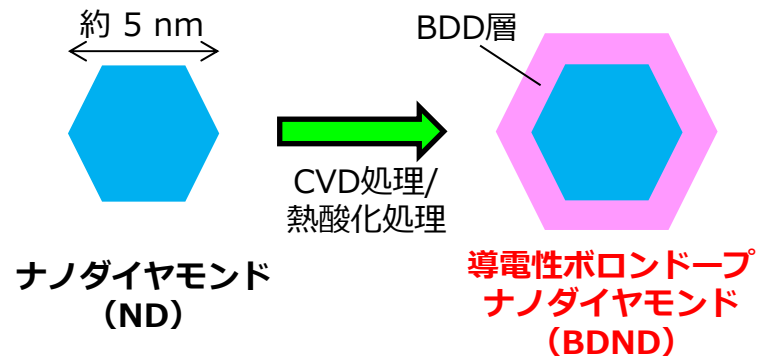 約 5 nm
BDD層
CVD処理/
熱酸化処理
ナノダイヤモンド
（ND）
導電性ボロンドープ
ナノダイヤモンド
（BDND）